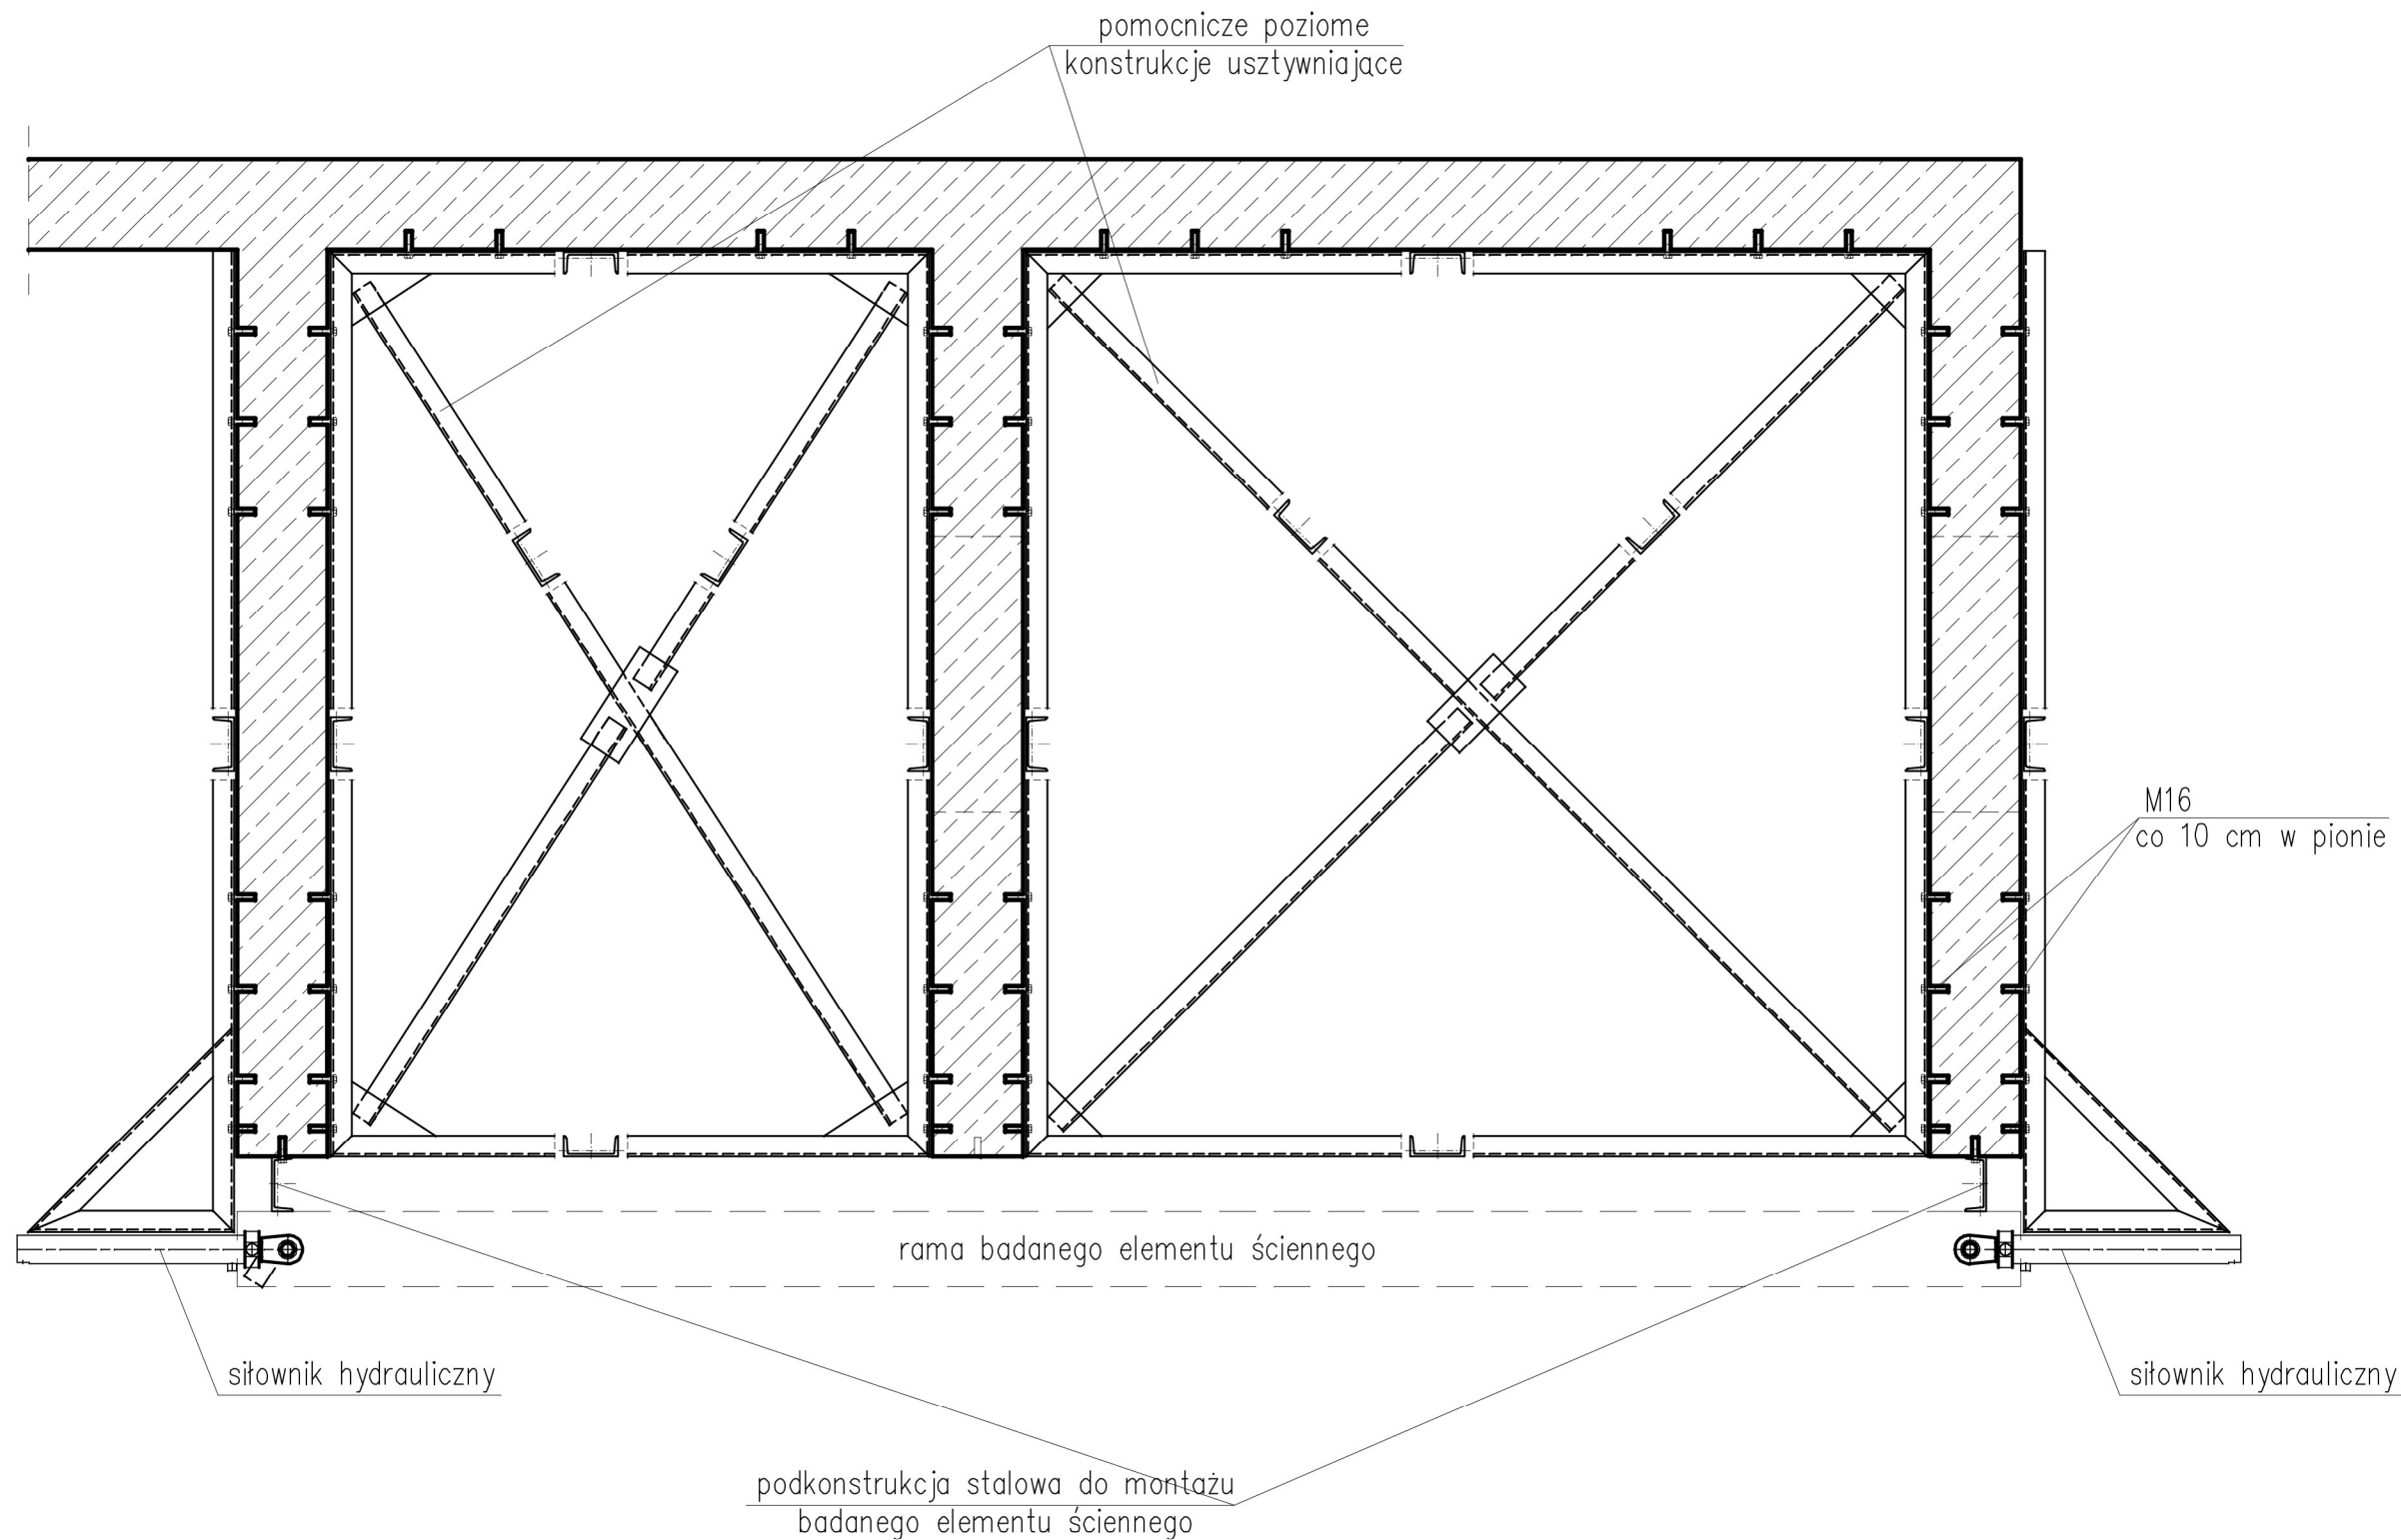 pomocnicze poziome
konstrukcje usztywniające
M16
co 10 cm w pionie
rama badanego elementu ściennego
siłownik hydrauliczny
siłownik hydrauliczny
podkonstrukcja stalowa do montażu
badanego elementu ściennego